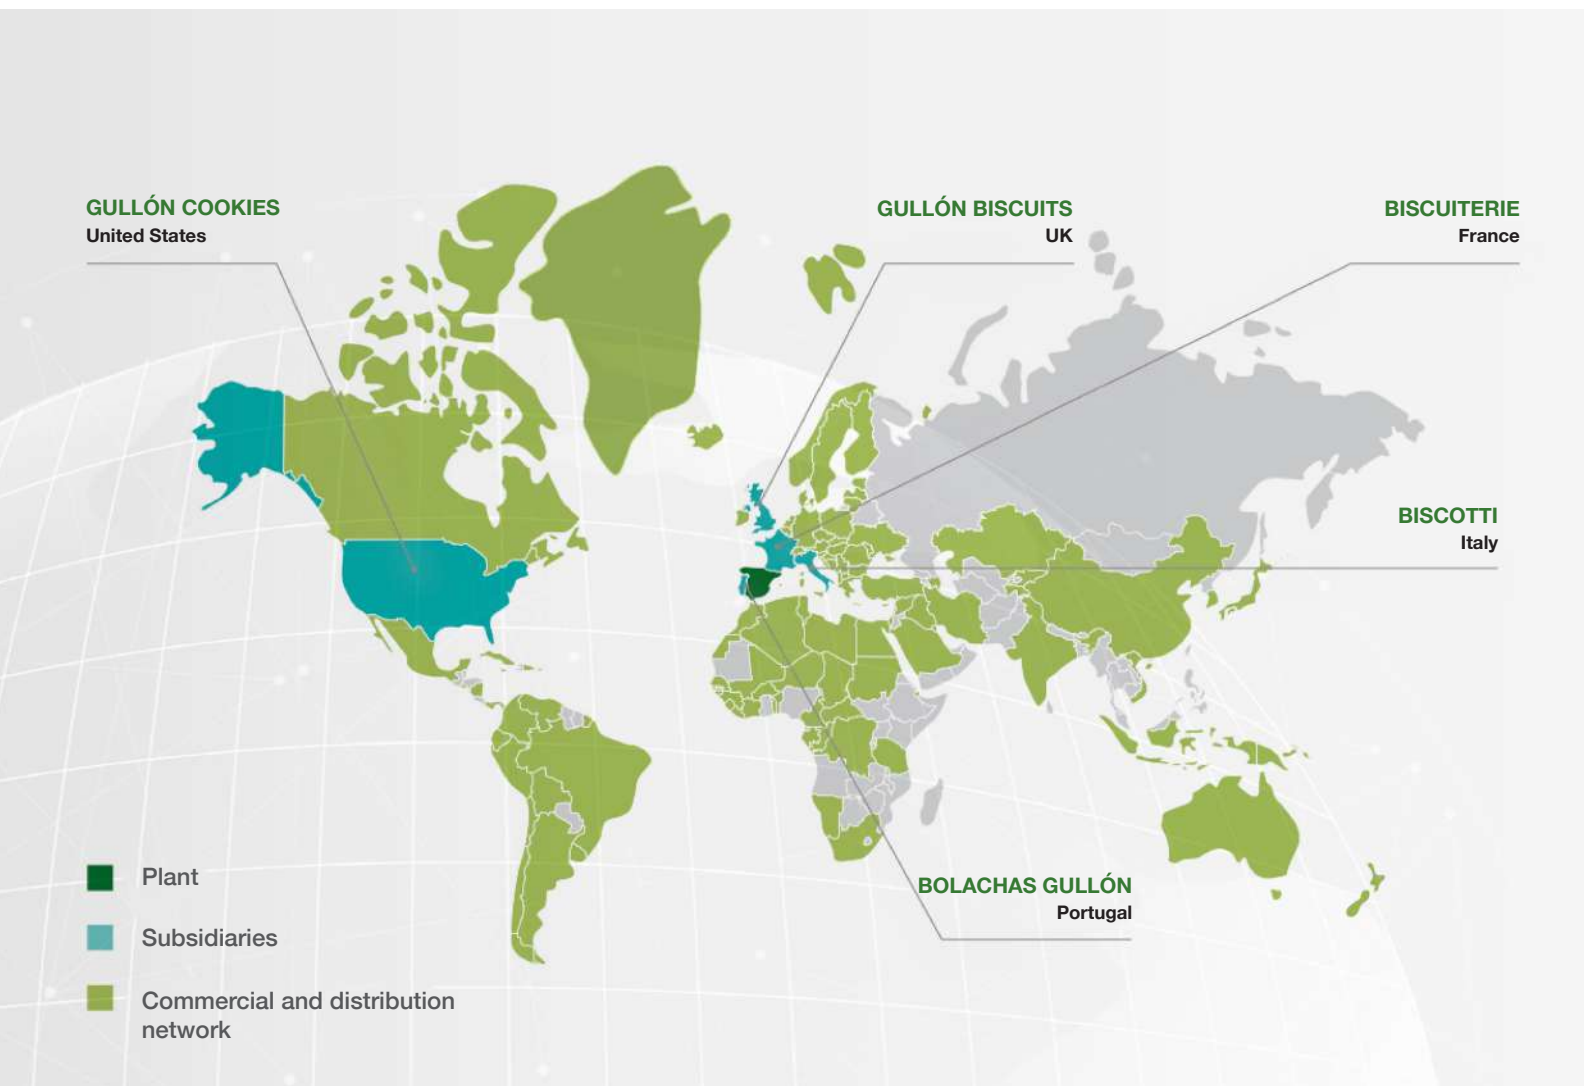 GULLÓN COOKIES
United States
GULLÓN BISCUITS
UK
BISCUITERIE
France
BISCOTTI
Italy
BOLACHAS GULLÓN
Portugal
Plant
Subsidiaries
Commercial and distribution
network